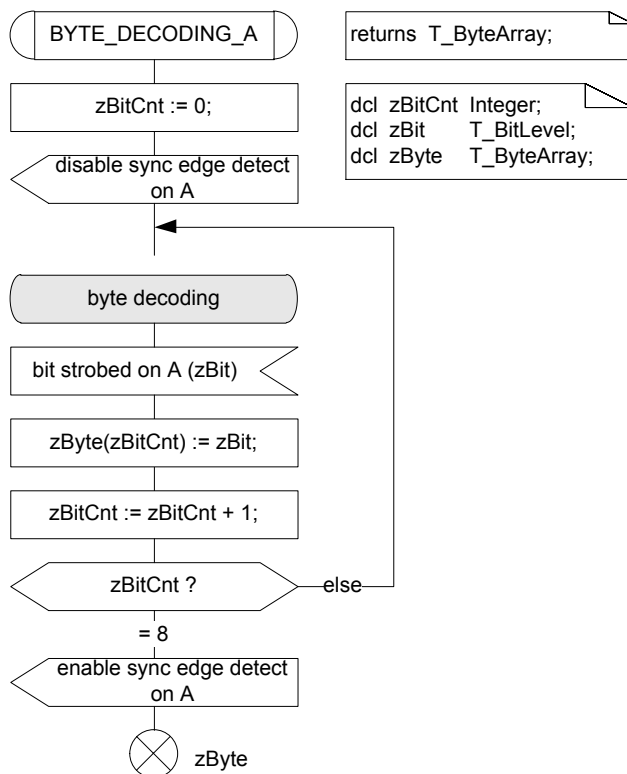 BYTE_DECODING_A
returns T_ByteArray;
zBitCnt := 0;
dcl zBitCnt Integer;
dcl zBit T_BitLevel;
dcl zByte T_ByteArray;
disable sync edge detect
on A
byte decoding
bit strobed on A (zBit)
zByte(zBitCnt) := zBit;
zBitCnt := zBitCnt + 1;
zBitCnt ?
else
= 8
enable sync edge detect
on A
zByte